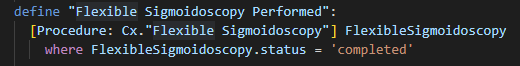 define "Flexible Sigmoidoscopy Performed":
[Procedure: Cx."Flexible Sigmoidoscopy"] FlexibleSigmoidoscopy
where FlexibleSigmoidoscopy.status = 'completed'